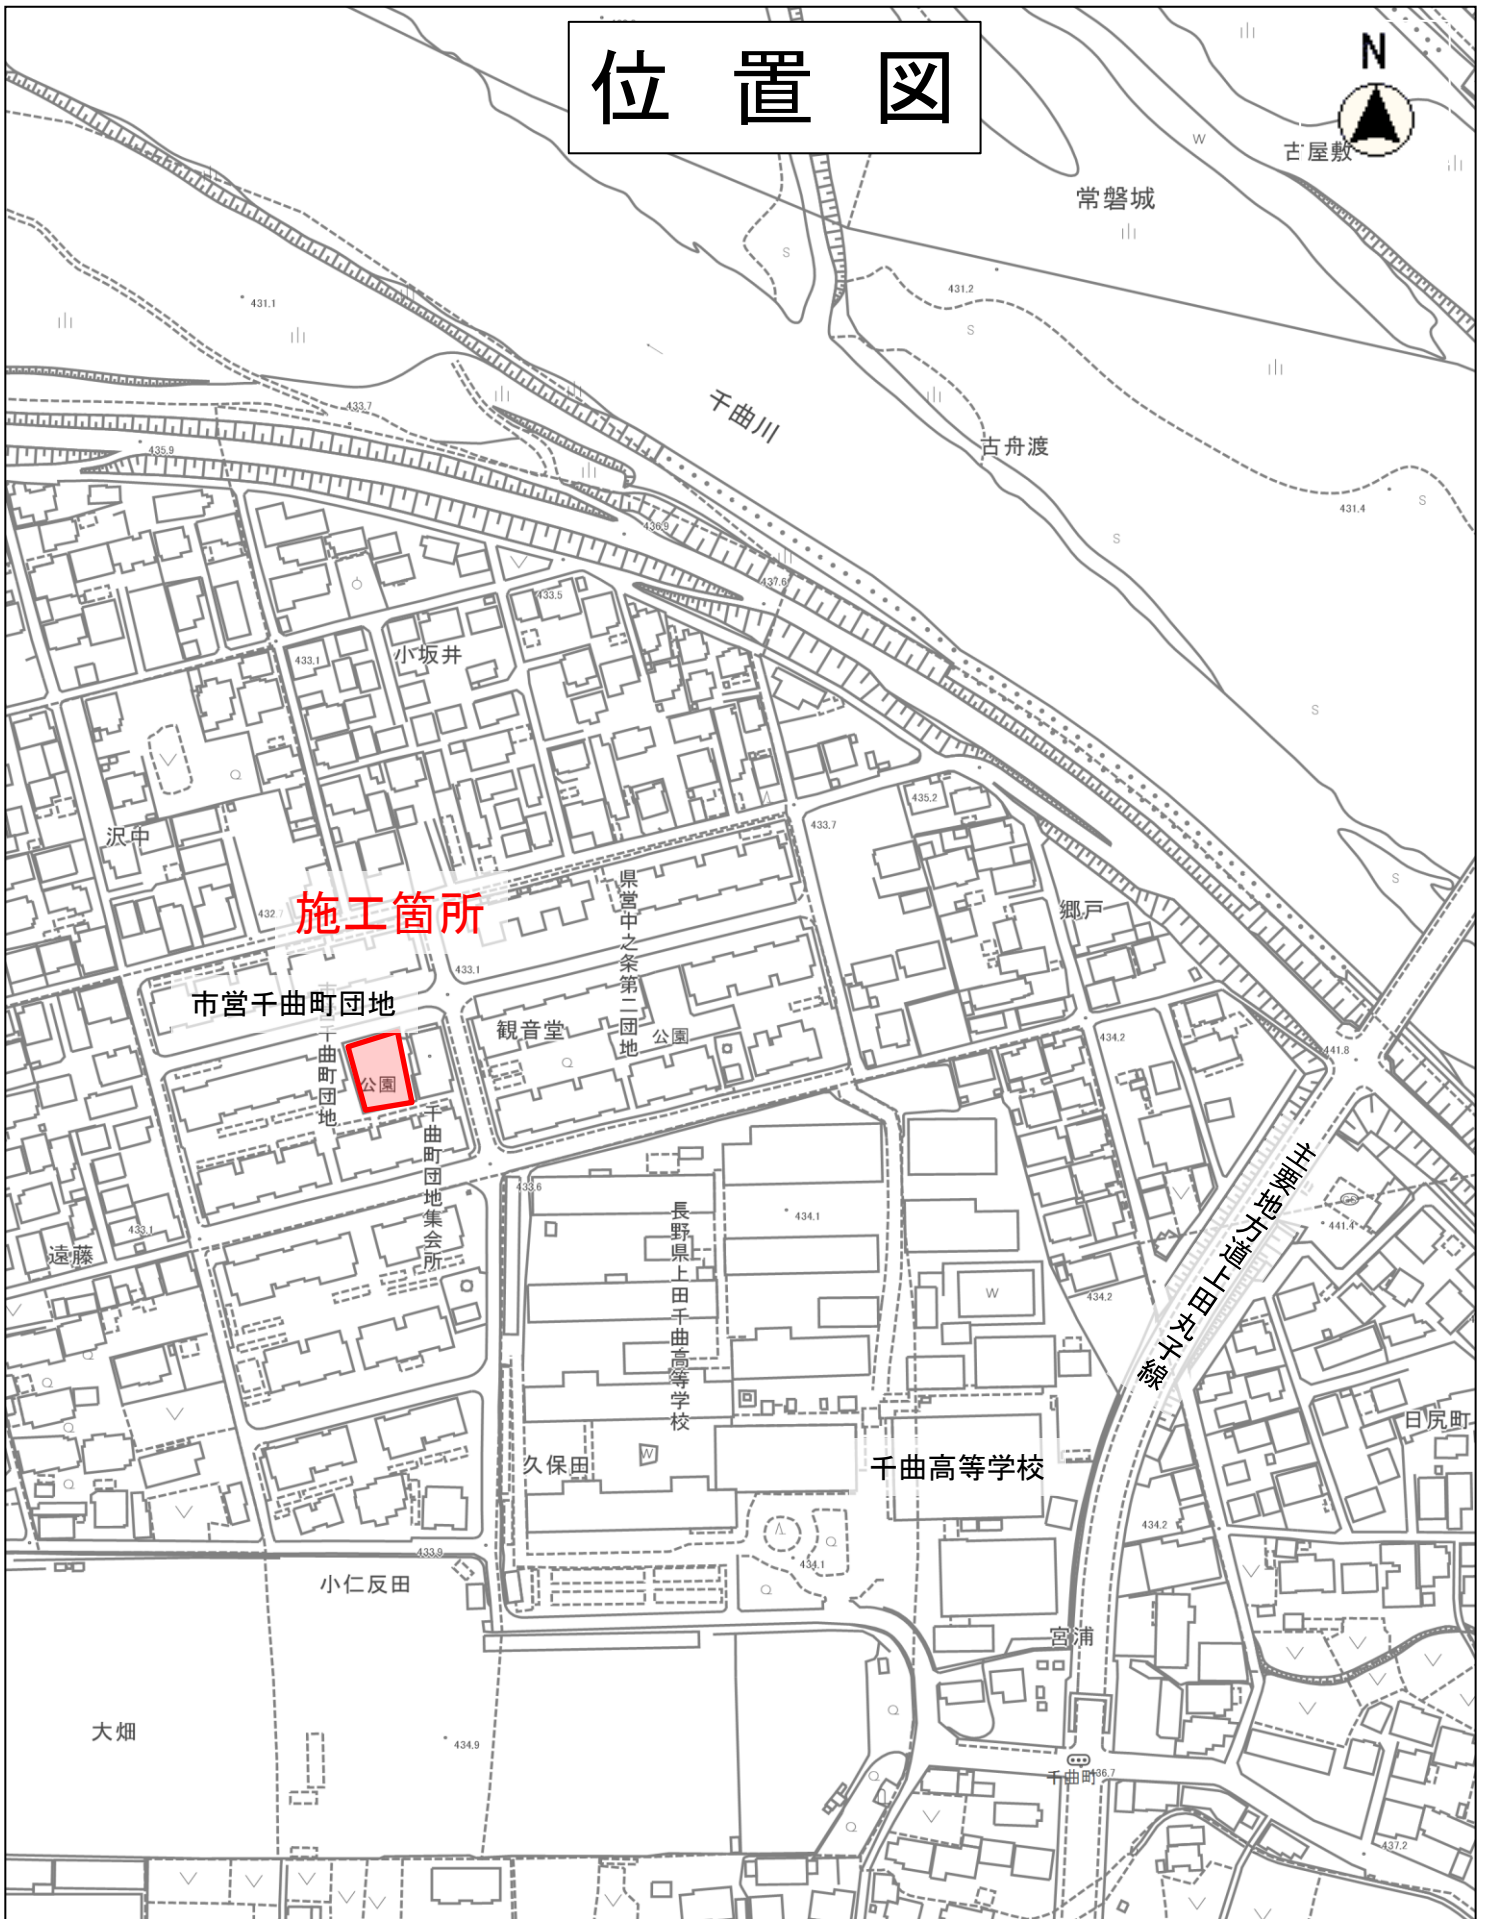 位置図
N
古屋敷
W
常磐城
S
431.2
431.1
S
千曲川
433.7
古舟渡
435.9
431.4
S
436.9
S
437.6
433.5
小坂井
433.1
S
435.2
433.7
沢中
S
県営中之条第二団地
432.7
施工箇所
郷戸
433.1
市営千曲町団地
市営千曲町団地
観音堂
公園
434.2
441.8
公園
千曲町団地集会所
主要地方道上田丸子線
433.6
長野県上田千曲高等学校
434.1
441.4
433.1
遠藤
434.2
W
日尻町
久保田
W
千曲高等学校
434.2
433.9
434.1
小仁反田
宮浦
大畑
434.9
千曲町
436.7
437.2